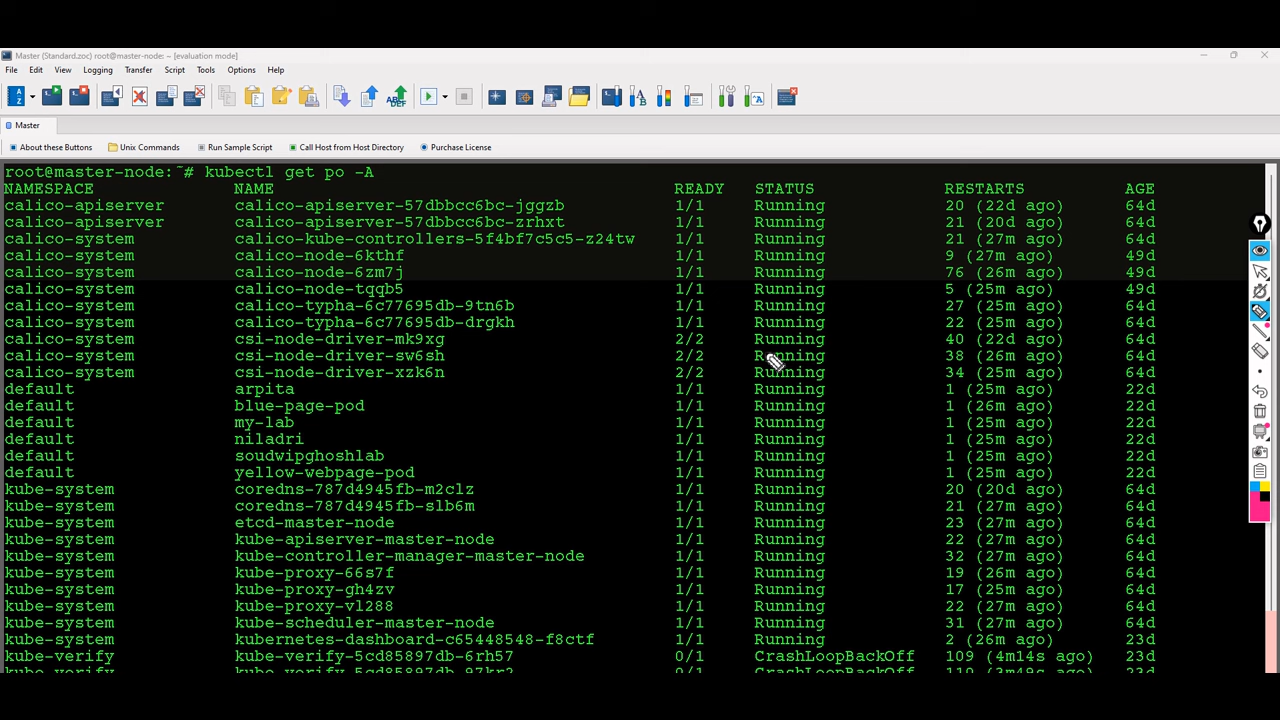 Master (Standard.zoc) root@master-node: ~ [evaluation mode]
File Edit View Logging Transfer Script Tools Options Help
Master
About these Buttons Unix Commands Run Sample Script Call Host from Host Directory Purchase License
root@master-node:~# kubectl get po -A
NAMESPACE NAME READY STATUS RESTARTS AGE
calico-apiserver calico-apiserver-57dbbcc6bc-jggzb 1/1 Running 20 (22d ago) 64d
calico-apiserver calico-apiserver-57dbbcc6bc-zrhxt 1/1 Running 21 (20d ago) 64d
calico-system calico-kube-controllers-5f4bf7c5c5-z24tw 1/1 Running 21 (27m ago) 64d
calico-system calico-node-6kthf 1/1 Running 9 (27m ago) 49d
calico-system calico-node-6zm7j 1/1 Running 76 (26m ago) 49d
calico-system calico-node-tqqb5 1/1 Running 5 (25m ago) 49d
calico-system calico-typha-6c77695db-9tn6b 1/1 Running 27 (25m ago) 64d
calico-system calico-typha-6c77695db-drgkh 1/1 Running 22 (25m ago) 64d
calico-system csi-node-driver-mk9xg 2/2 Running 40 (22d ago) 64d
calico-system csi-node-driver-sw6sh 2/2 Running 38 (26m ago) 64d
calico-system csi-node-driver-xzk6n 2/2 Running 34 (25m ago) 64d
default arpita 1/1 Running 1 (25m ago) 22d
default blue-page-pod 1/1 Running 1 (26m ago) 22d
default my-lab 1/1 Running 1 (25m ago) 22d
default niladri 1/1 Running 1 (25m ago) 22d
default soudwipghoshlab 1/1 Running 1 (25m ago) 22d
default yellow-webpage-pod 1/1 Running 1 (25m ago) 22d
kube-system coredns-787d4945fb-m2clz 1/1 Running 20 (20d ago) 64d
kube-system coredns-787d4945fb-slb6m 1/1 Running 21 (27m ago) 64d
kube-system etcd-master-node 1/1 Running 23 (27m ago) 64d
kube-system kube-apiserver-master-node 1/1 Running 22 (27m ago) 64d
kube-system kube-controller-manager-master-node 1/1 Running 32 (27m ago) 64d
kube-system kube-proxy-66s7f 1/1 Running 19 (26m ago) 64d
kube-system kube-proxy-gh4zv 1/1 Running 17 (25m ago) 64d
kube-system kube-proxy-vl288 1/1 Running 22 (27m ago) 64d
kube-system kube-scheduler-master-node 1/1 Running 31 (27m ago) 64d
kube-system kubernetes-dashboard-c65448548-f8ctf 1/1 Running 2 (26m ago) 23d
kube-verify kube-verify-5cd85897db-6rh57 0/1 CrashLoopBackOff 109 (4m14s ago) 23d
kube-verify kube-verify-5cd85897db-97kr2 0/1 CrashLoopBackOff 110 (3m49s ago) 23d